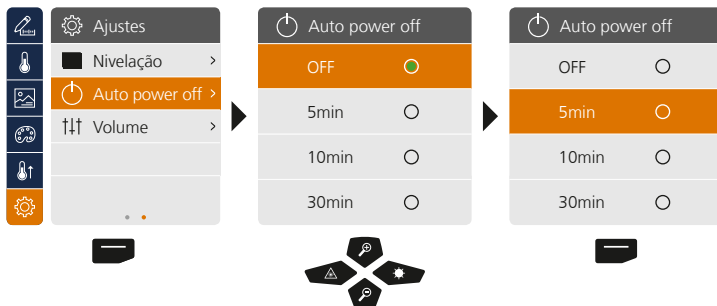 Ajustes
Nivelação
Auto power off
Volume
Auto power off
OFF
5min
10min
30min
Auto power off
OFF
5min
10min
30min